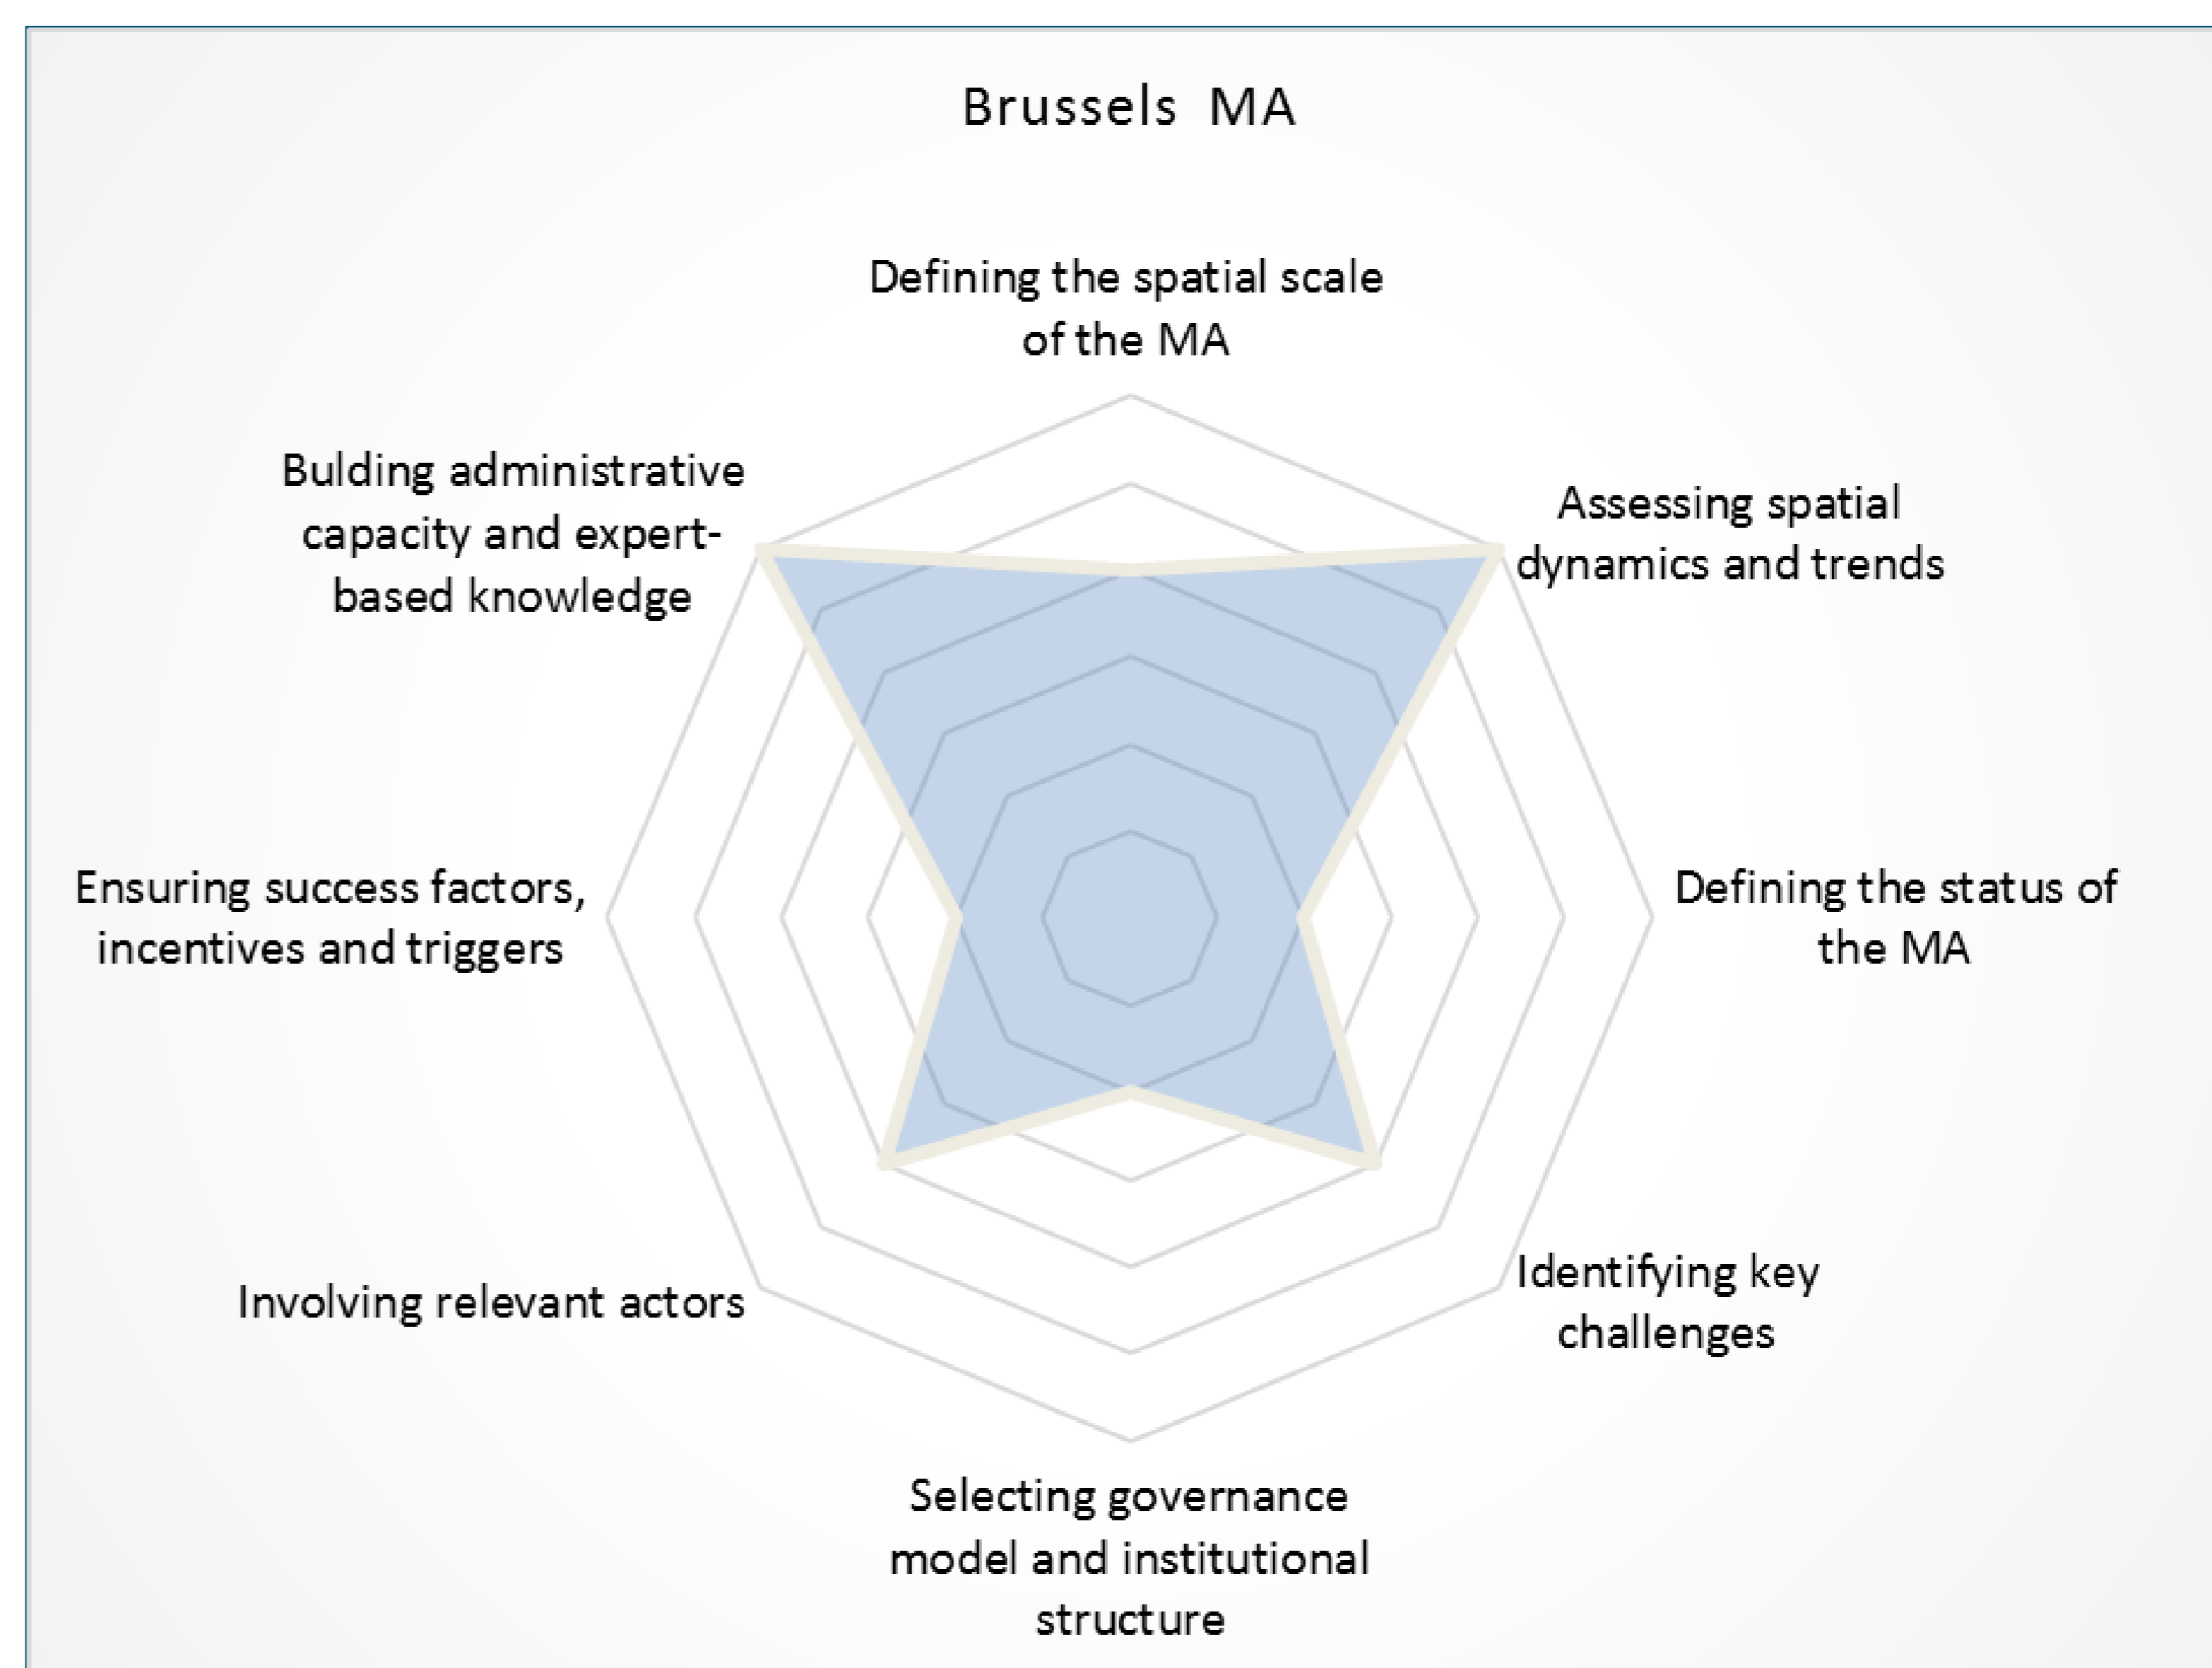 Brussels MA
Defining the spatial scale
of the MA
Assessing spatial
dynamics and trends
Defining the status of
the MA
Identifying key
challenges
Selecting governance
model and institutional
structure
Involving relevant actors
Ensuring success factors,
incentives and triggers
Bulding administrative
capacity and expert-
based knowledge